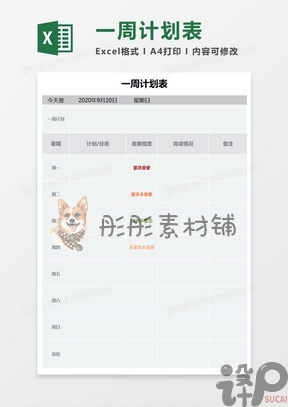 一周计划表
Excel格式 I A4打印 I 内容可修改
一周计划表
今天是 2020年9月20日 星期日
一周计划
星期 计划/任务 重要程度 完成情况 备注
周一 紧急重要
周二 紧急不重要
周三
周四 不紧急不重要
周五
周六
周日
总结
彤彤素材铺
设计
SUCAI